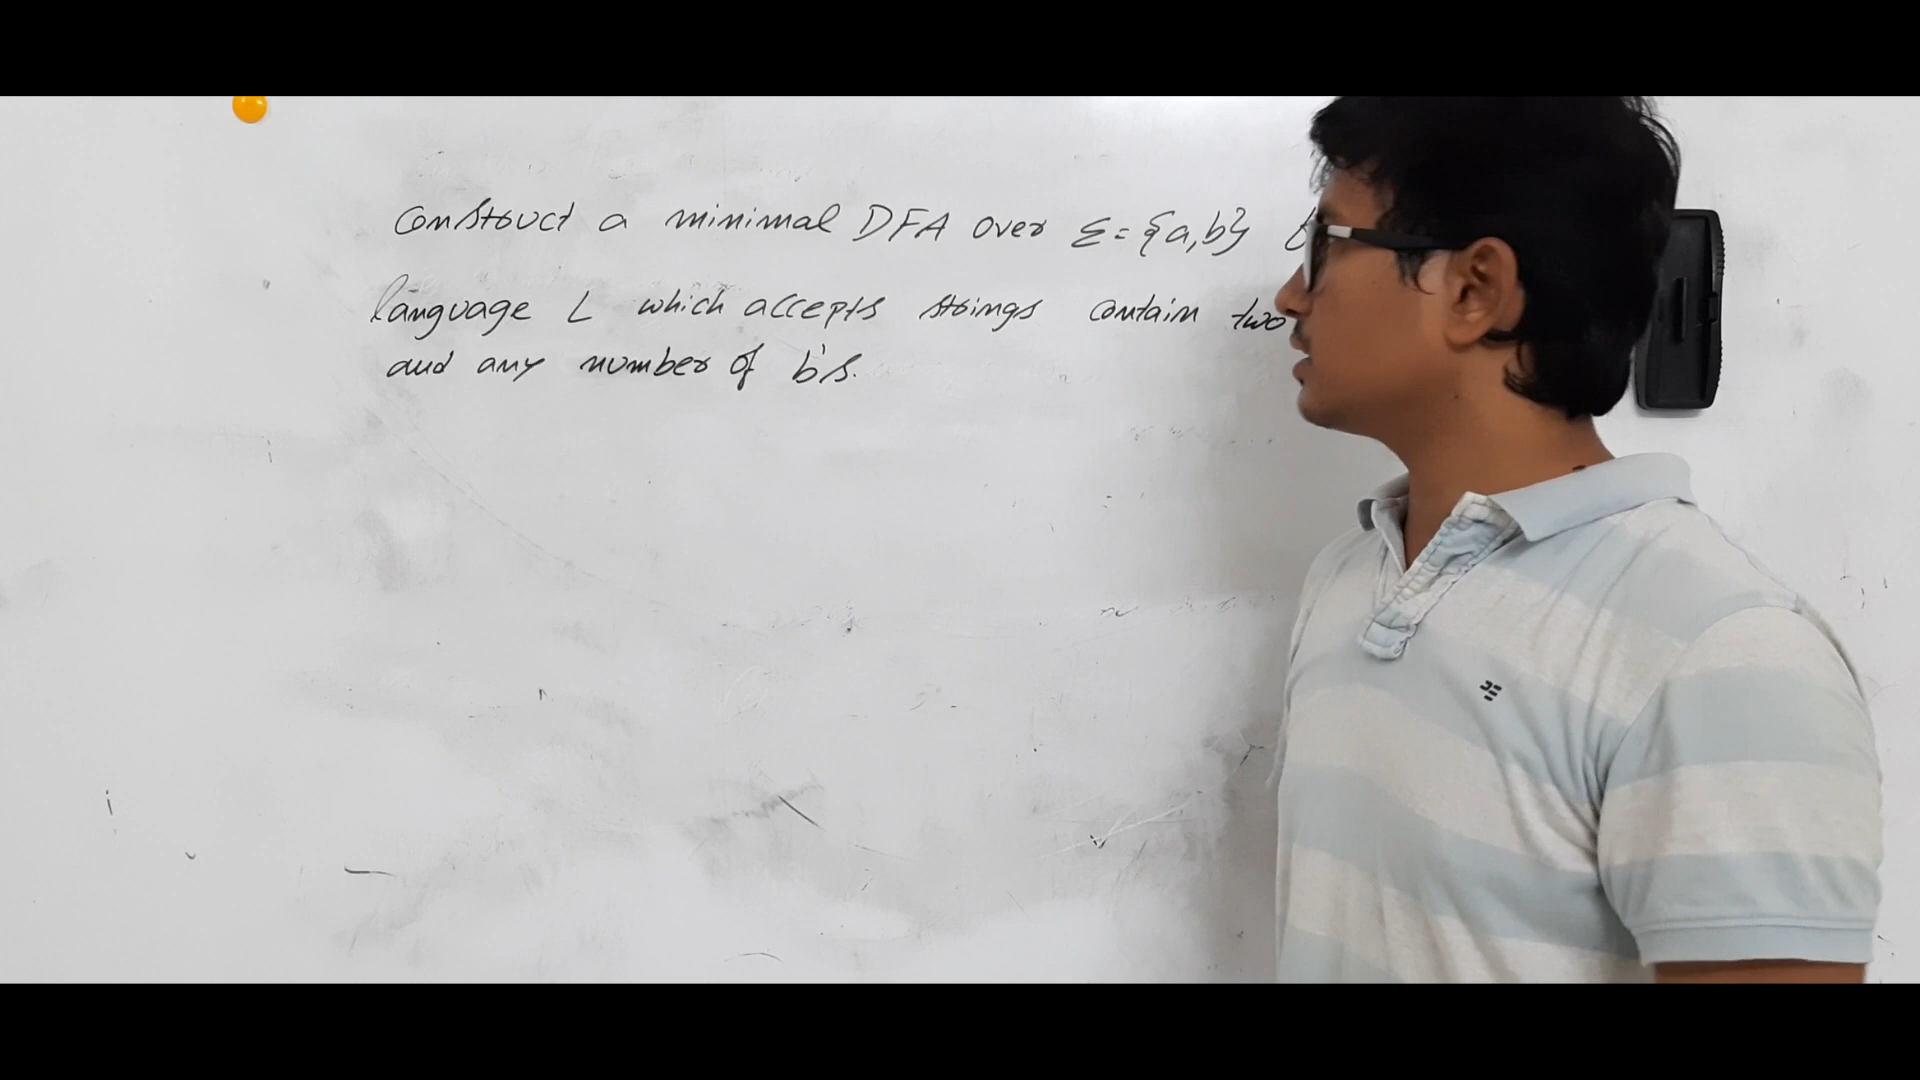 Construct a minimal DFA over Σ = {a,b}
language L which accepts strings contain two
and any number of b's.